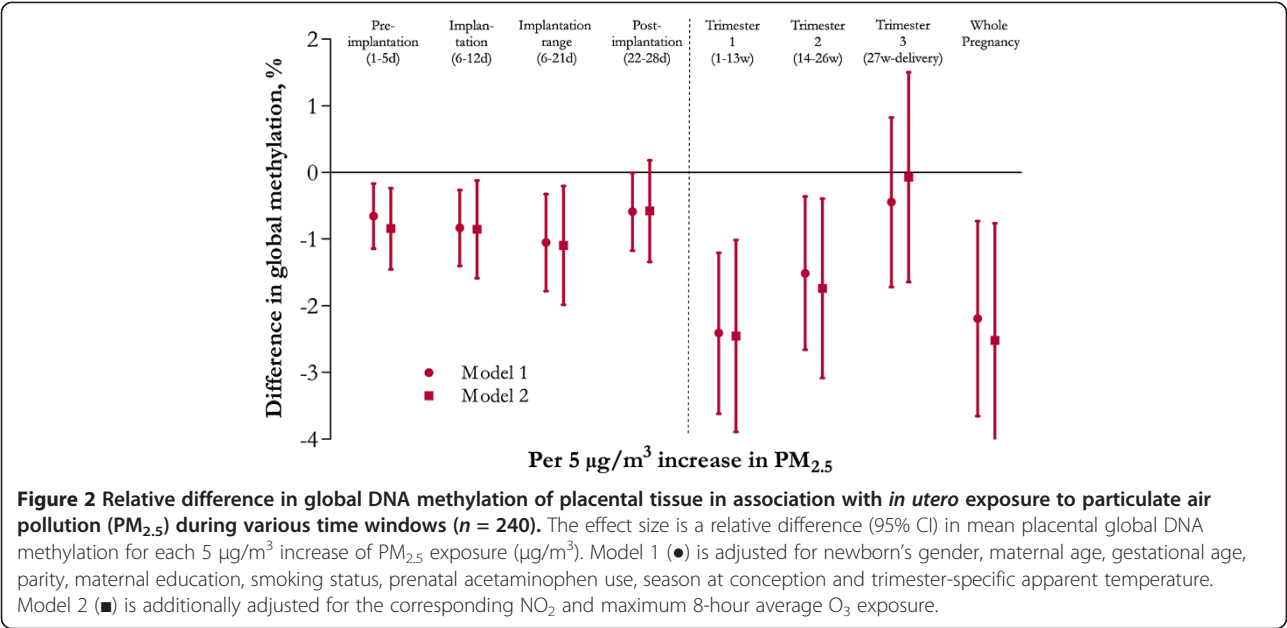 Pre-
implantation
(1-5d)
Implan-
tation
(6-12d)
Implantation
range
(6-21d)
Post-
implantation
(22-28d)
Trimester
1
(1-13w)
Trimester
2
(14-26w)
Trimester
3
(27w-delivery)
Whole
Pregnancy
Difference in global methylation, %
2
1
0
-1
-2
-3
-4
● Model 1
■ Model 2
Per 5 µg/m³ increase in PM₂.₅
Figure 2 Relative difference in global DNA methylation of placental tissue in association with in utero exposure to particulate air
pollution (PM₂.₅) during various time windows (n = 240). The effect size is a relative difference (95% CI) in mean placental global DNA
methylation for each 5 µg/m³ increase of PM₂.₅ exposure (µg/m³). Model 1 (●) is adjusted for newborn's gender, maternal age, gestational age,
parity, maternal education, smoking status, prenatal acetaminophen use, season at conception and trimester-specific apparent temperature.
Model 2 (■) is additionally adjusted for the corresponding NO₂ and maximum 8-hour average O₃ exposure.